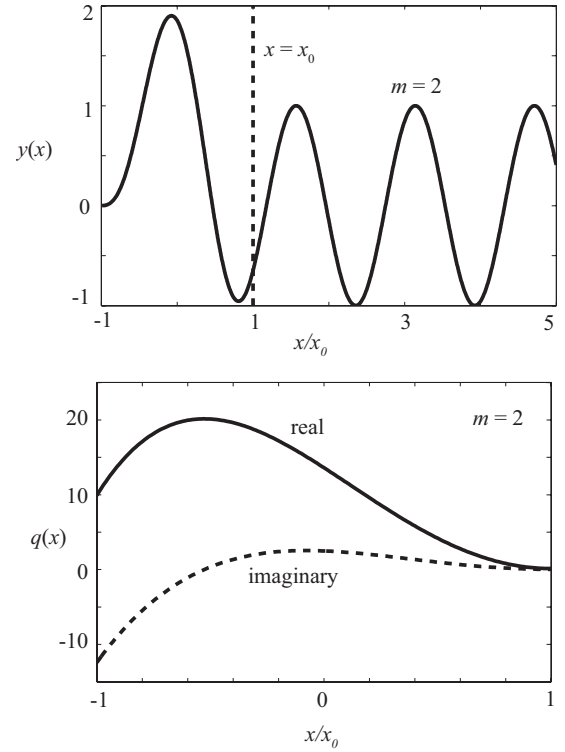 2
x = x₀
m = 2
1
y(x)
0
-1
-1 1 3 5
x/x₀
20
real
m = 2
10
q(x)
0
imaginary
-10
-1 0 1
x/x₀